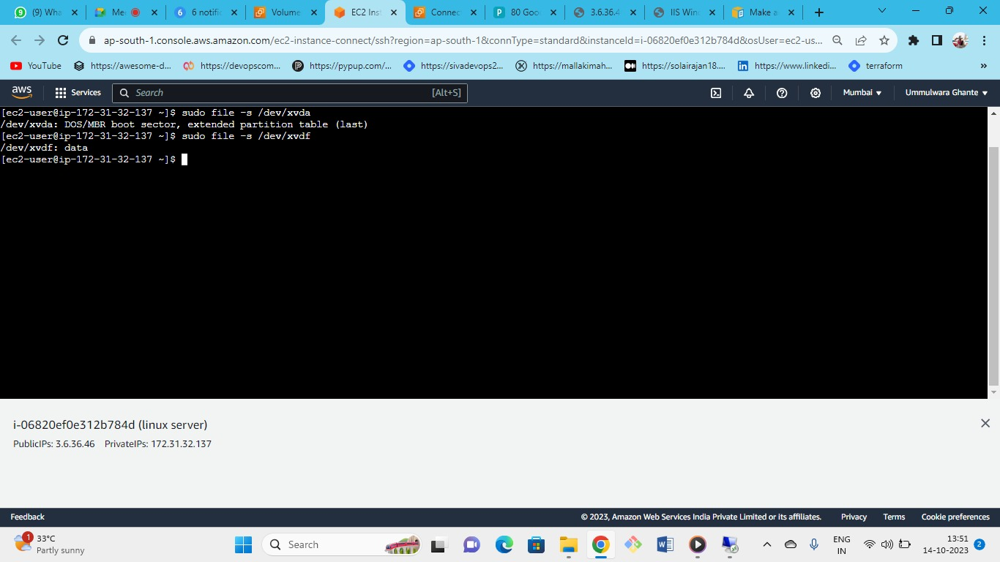 (9) Wha
Me
6 notific
Volume
EC2 Inst
Connec
80 Goo
3.6.36.4
IIS Win
Make a
ap-south-1.console.aws.amazon.com/ec2-instance-connect/ssh?region=ap-south-1&connType=standard&instanceId=i-06820ef0e312b784d&osUser=ec2-us...
YouTube
https://awesome-d...
https://devopscom...
https://pypup.com/...
https://sivadevops2...
https://mallakimah...
https://solairajan18....
https://www.linkedi...
terraform
»
aws
Services
Search
[Alt+S]
Mumbai
Ummulwara Ghante
[ec2-user@ip-172-31-32-137 ~]$ sudo file -s /dev/xvda
/dev/xvda: DOS/MBR boot sector, extended partition table (last)
[ec2-user@ip-172-31-32-137 ~]$ sudo file -s /dev/xvdf
/dev/xvdf: data
[ec2-user@ip-172-31-32-137 ~]$
i-06820ef0e312b784d (linux server)
PublicIPs: 3.6.36.46 PrivateIPs: 172.31.32.137
Feedback
© 2023, Amazon Web Services India Private Limited or its affiliates.
Privacy
Terms
Cookie preferences
1
33°C
Partly sunny
Search
ENG
IN
13:51
14-10-2023
2